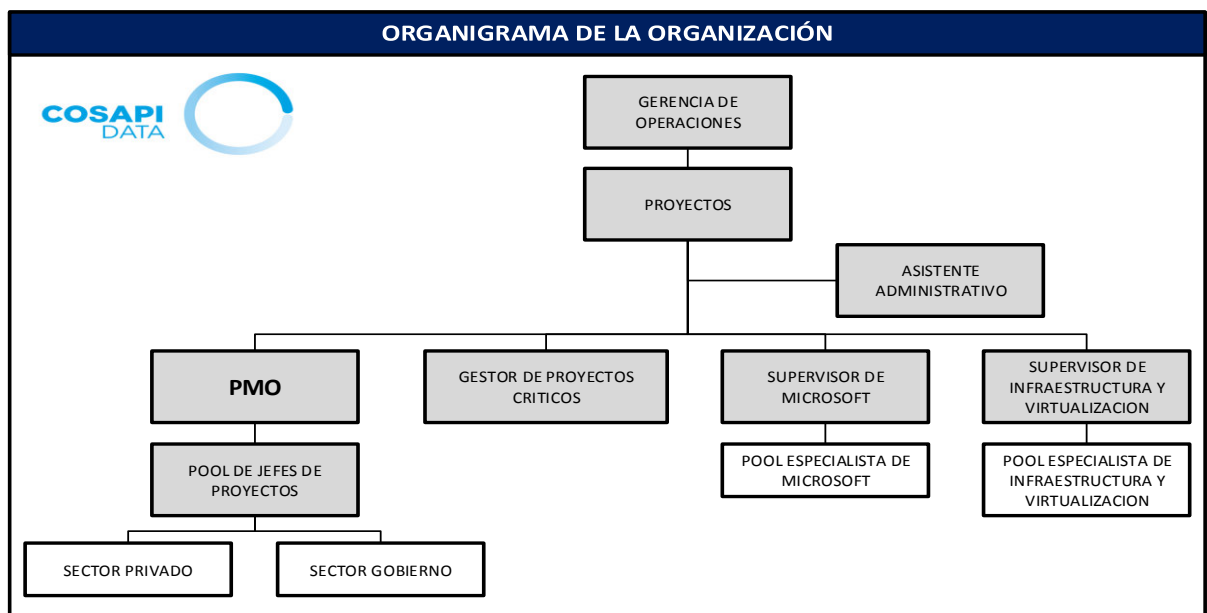 ORGANIGRAMA DE LA ORGANIZACIÓN
COSAPI
DATA
GERENCIA DE
OPERACIONES
PROYECTOS
ASISTENTE
ADMINISTRATIVO
PMO
GESTOR DE PROYECTOS
CRITICOS
SUPERVISOR DE
MICROSOFT
SUPERVISOR DE
INFRAESTRUCTURA Y
VIRTUALIZACION
POOL DE JEFES DE
PROYECTOS
POOL ESPECIALISTA DE
MICROSOFT
POOL ESPECIALISTA DE
INFRAESTRUCTURA Y
VIRTUALIZACION
SECTOR PRIVADO
SECTOR GOBIERNO